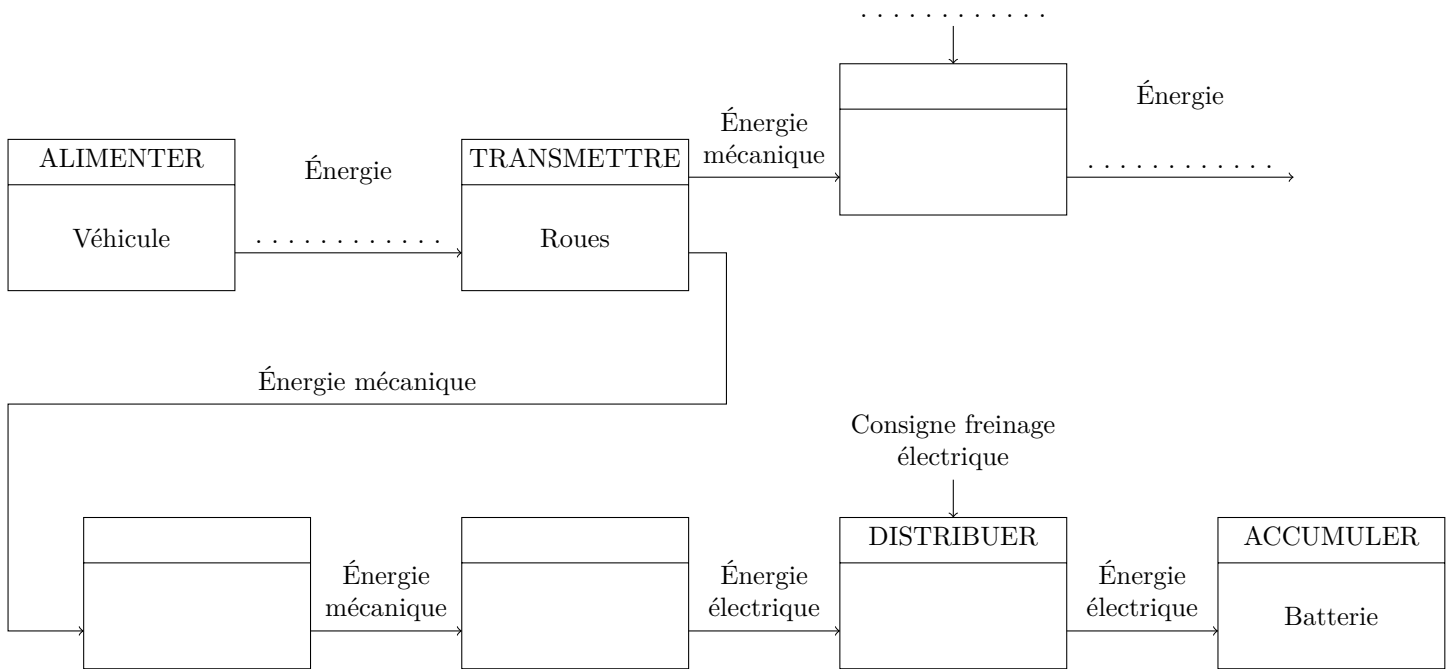 . . . . . . . . . . . .
Énergie
Énergie
mécanique
ALIMENTER
TRANSMETTRE
Énergie
. . . . . . . . . . . .
Véhicule
. . . . . . . . . . . .
Roues
Énergie mécanique
Consigne freinage
électrique
DISTRIBUER
ACCUMULER
Énergie
mécanique
Énergie
électrique
Énergie
électrique
Batterie